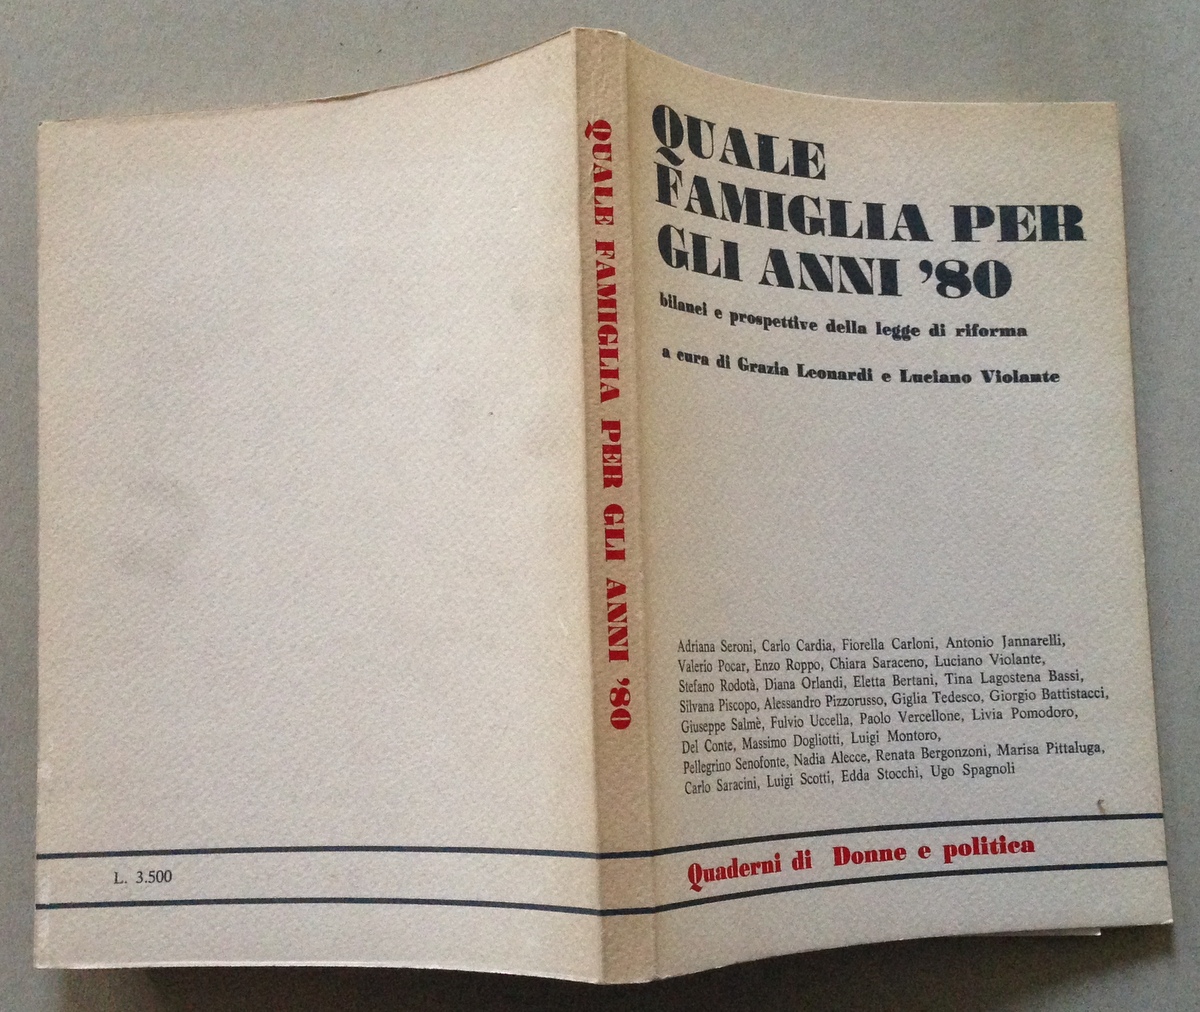 QUALE
FAMIGLIA PER
GLI ANNI '80
bilanci e prospettive della legge di riforma
a cura di Grazia Leonardi e Luciano Violante
Adriana Seroni, Carlo Cardia, Fiorella Carloni, Antonio Jannarelli,
Valerio Pocar, Enzo Roppo, Chiara Saraceno, Luciano Violante,
Stefano Rodotà, Diana Orlandi, Eletta Bertani, Tina Lagostena Bassi,
Silvana Piscopo, Alessandro Pizzorusso, Giglia Tedesco, Giorgio Battistacci,
Giuseppe Salmè, Fulvio Uccella, Paolo Vercellone, Livia Pomodoro,
Del Conte, Massimo Dogliotti, Luigi Montoro,
Pellegrino Senofonte, Nadia Alecce, Renata Bergonzoni, Marisa Pittaluga,
Carlo Saracini, Luigi Scotti, Edda Stocchi, Ugo Spagnoli
Quaderni di Donne e politica
QUALE FAMIGLIA PER GLI ANNI '80
L. 3.500